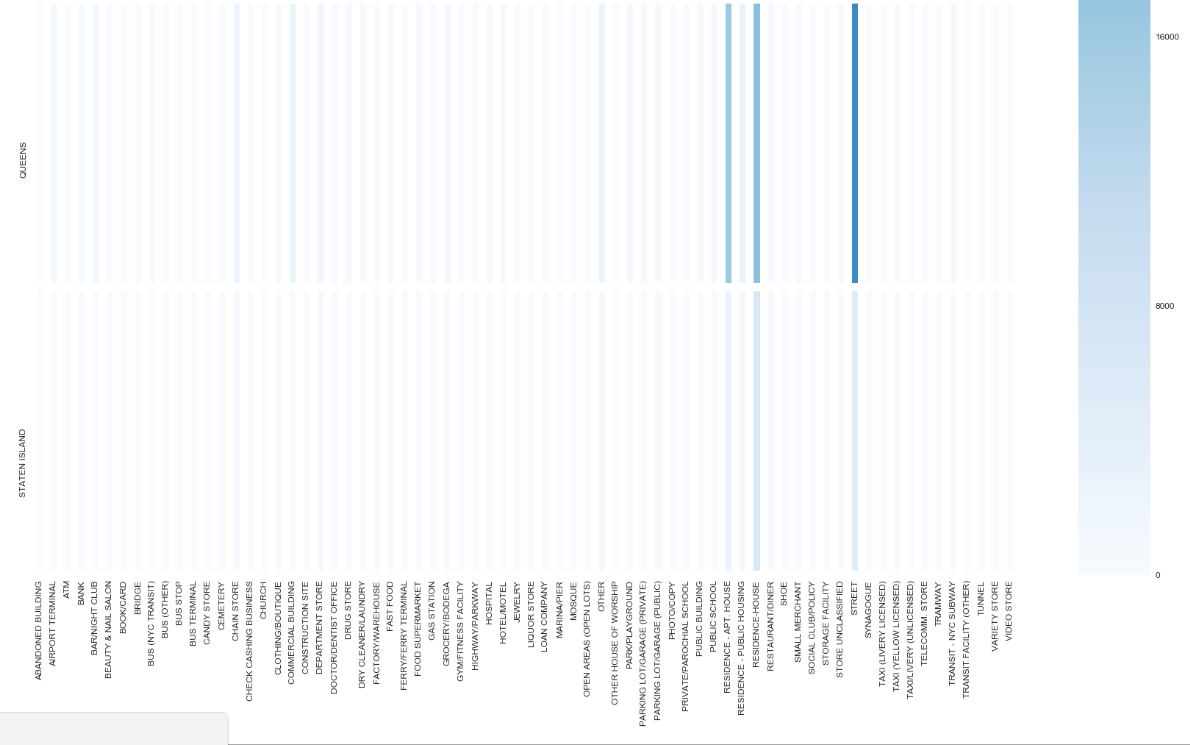 16000
QUEENS
8000
STATEN ISLAND
0
ABANDONED BUILDING
AIRPORT TERMINAL
ATM
BANK
BAR/NIGHT CLUB
BEAUTY & NAIL SALON
BOOK/CARD
BRIDGE
BUS (NYC TRANSIT)
BUS (OTHER)
BUS STOP
BUS TERMINAL
CANDY STORE
CEMETERY
CHAIN STORE
CHECK CASHING BUSINESS
CHURCH
CLOTHING/BOUTIQUE
COMMERCIAL BUILDING
CONSTRUCTION SITE
DEPARTMENT STORE
DOCTOR/DENTIST OFFICE
DRUG STORE
DRY CLEANER/LAUNDRY
FACTORY/WAREHOUSE
FAST FOOD
FERRY/FERRY TERMINAL
FOOD SUPERMARKET
GAS STATION
GROCERY/BODEGA
GYM/FITNESS FACILITY
HIGHWAY/PARKWAY
HOSPITAL
HOTEL/MOTEL
JEWELRY
LIQUOR STORE
LOAN COMPANY
MARINA/PIER
MOSQUE
OPEN AREAS (OPEN LOTS)
OTHER
OTHER HOUSE OF WORSHIP
PARK/PLAYGROUND
PARKING LOT/GARAGE (PRIVATE)
PARKING LOT/GARAGE (PUBLIC)
PHOTO/COPY
PRIVATE/PAROCHIAL SCHOOL
PUBLIC BUILDING
PUBLIC SCHOOL
RESIDENCE - APT. HOUSE
RESIDENCE - PUBLIC HOUSING
RESIDENCE-HOUSE
RESTAURANT/DINER
SHOE
SMALL MERCHANT
SOCIAL CLUB/POLICY
STORAGE FACILITY
STORE UNCLASSIFIED
STREET
SYNAGOGUE
TAXI (LIVERY LICENSED)
TAXI (YELLOW LICENSED)
TAXI/LIVERY (UNLICENSED)
TELECOMM. STORE
TRAMWAY
TRANSIT - NYC SUBWAY
TRANSIT FACILITY (OTHER)
TUNNEL
VARIETY STORE
VIDEO STORE